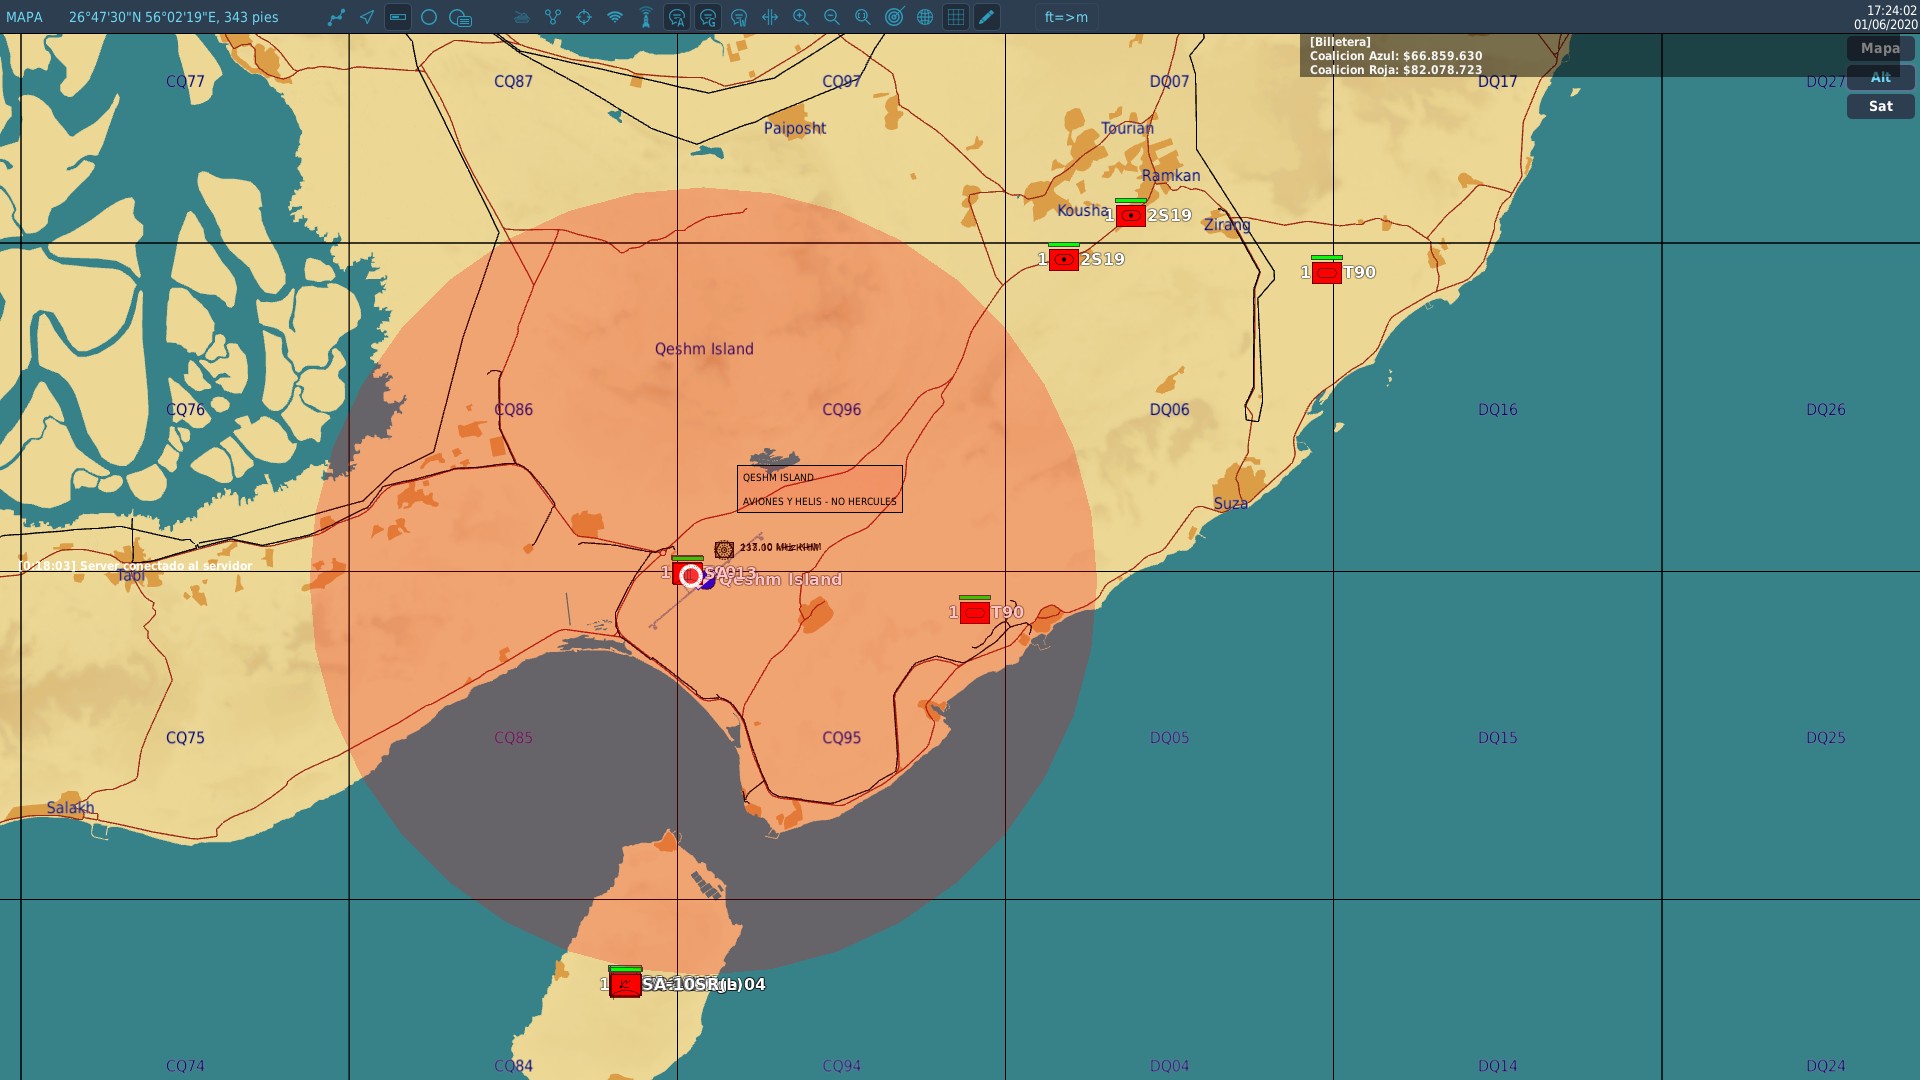 MAPA 26°47'30"N 56°02'19"E, 343 pies ft=>m 17:24:02
01/06/2020
[Billetera]
Coalicion Azul: $66.859.630
Coalicion Roja: $82.078.723
Mapa
Alt
Sat
CQ77 CQ87 CQ97 DQ07 DQ17 DQ27
Paiposht
Tourian
Ramkan
Kousha
1 2S19
Zirang
1 2S19
1 T90
Qeshm Island
CQ76 CQ86 CQ96 DQ06 DQ16 DQ26
QESHM ISLAND
AVIONES Y HELIS - NO HERCULES
Suza
[0:18:03] Server conectado al servidor
Tabl
1
Qeshm Island
1 T90
CQ75 CQ85 CQ95 DQ05 DQ15 DQ25
Salakh
1
CQ74 CQ84 CQ94 DQ04 DQ14 DQ24